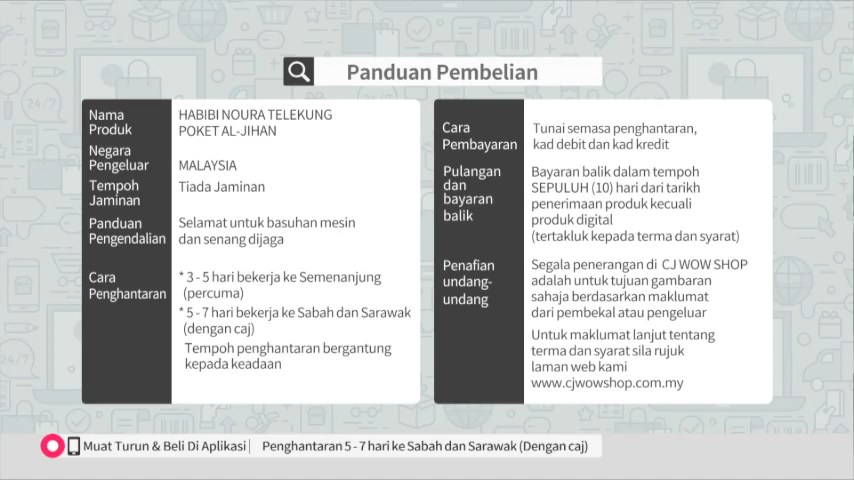 Panduan Pembelian
Nama
Produk
HABIBI NOURA TELEKUNG
POKET AL-JIHAN
Negara
Pengeluar
MALAYSIA
Tempoh
Jaminan
Tiada Jaminan
Panduan
Pengendalian
Selamat untuk basuhan mesin
dan senang dijaga
Cara
Penghantaran
* 3 - 5 hari bekerja ke Semenanjung
(percuma)
* 5 - 7 hari bekerja ke Sabah dan Sarawak
(dengan caj)
Tempoh penghantaran bergantung
kepada keadaan
Cara
Pembayaran
Tunai semasa penghantaran,
kad debit dan kad kredit
Pulangan
dan
bayaran
balik
Bayaran balik dalam tempoh
SEPULUH (10) hari dari tarikh
penerimaan produk kecuali
produk digital
(tertakluk kepada terma dan syarat)
Penafian
undang-
undang
Segala penerangan di CJ WOW SHOP
adalah untuk tujuan gambaran
sahaja berdasarkan maklumat
dari pembekal atau pengeluar
Untuk maklumat lanjut tentang
terma dan syarat sila rujuk
laman web kami
www.cjwowshop.com.my
Muat Turun & Beli Di Aplikasi | Penghantaran 5 - 7 hari ke Sabah dan Sarawak (Dengan caj)
24/7
24/7